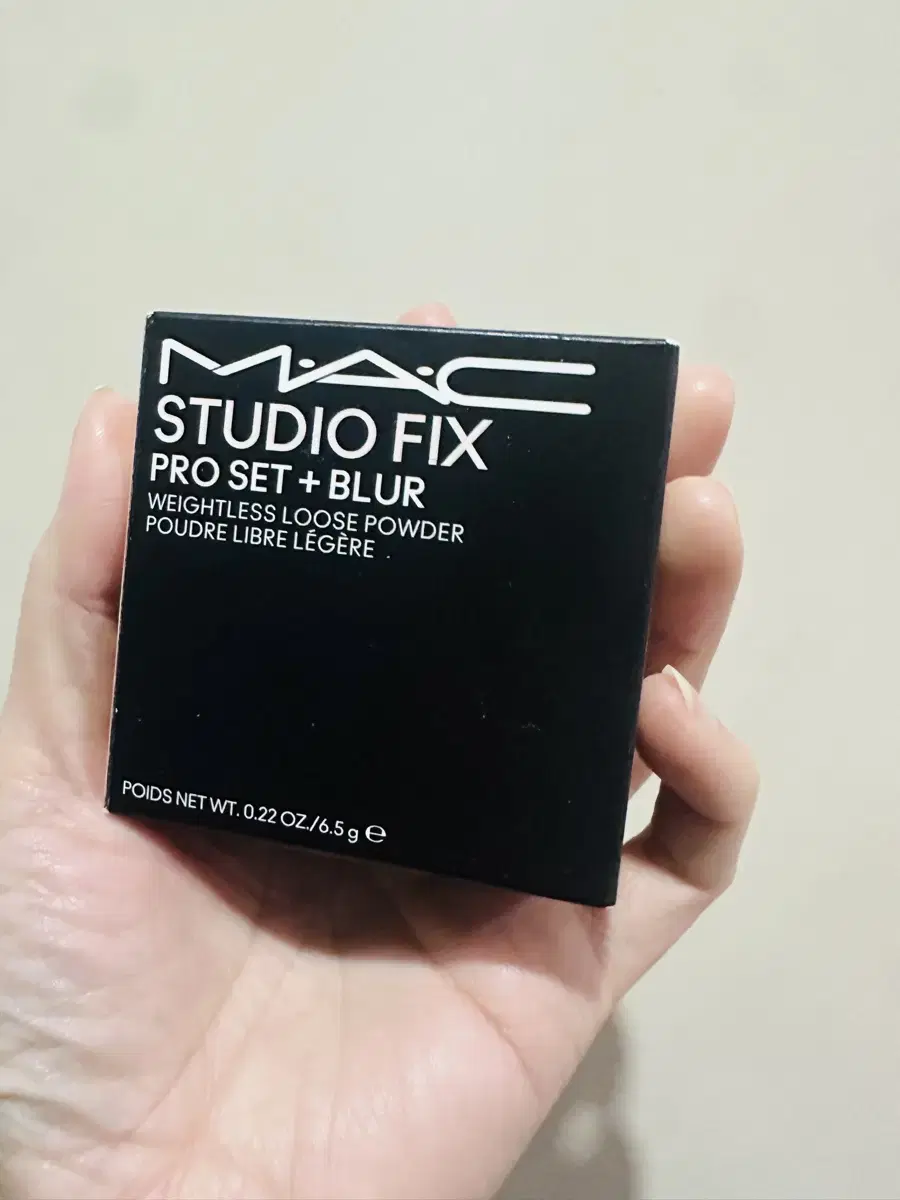 M·A·C
STUDIO FIX
PRO SET + BLUR
WEIGHTLESS LOOSE POWDER
POUDRE LIBRE LÉGÈRE
POIDS NET WT. 0.22 OZ./6.5 g ℮